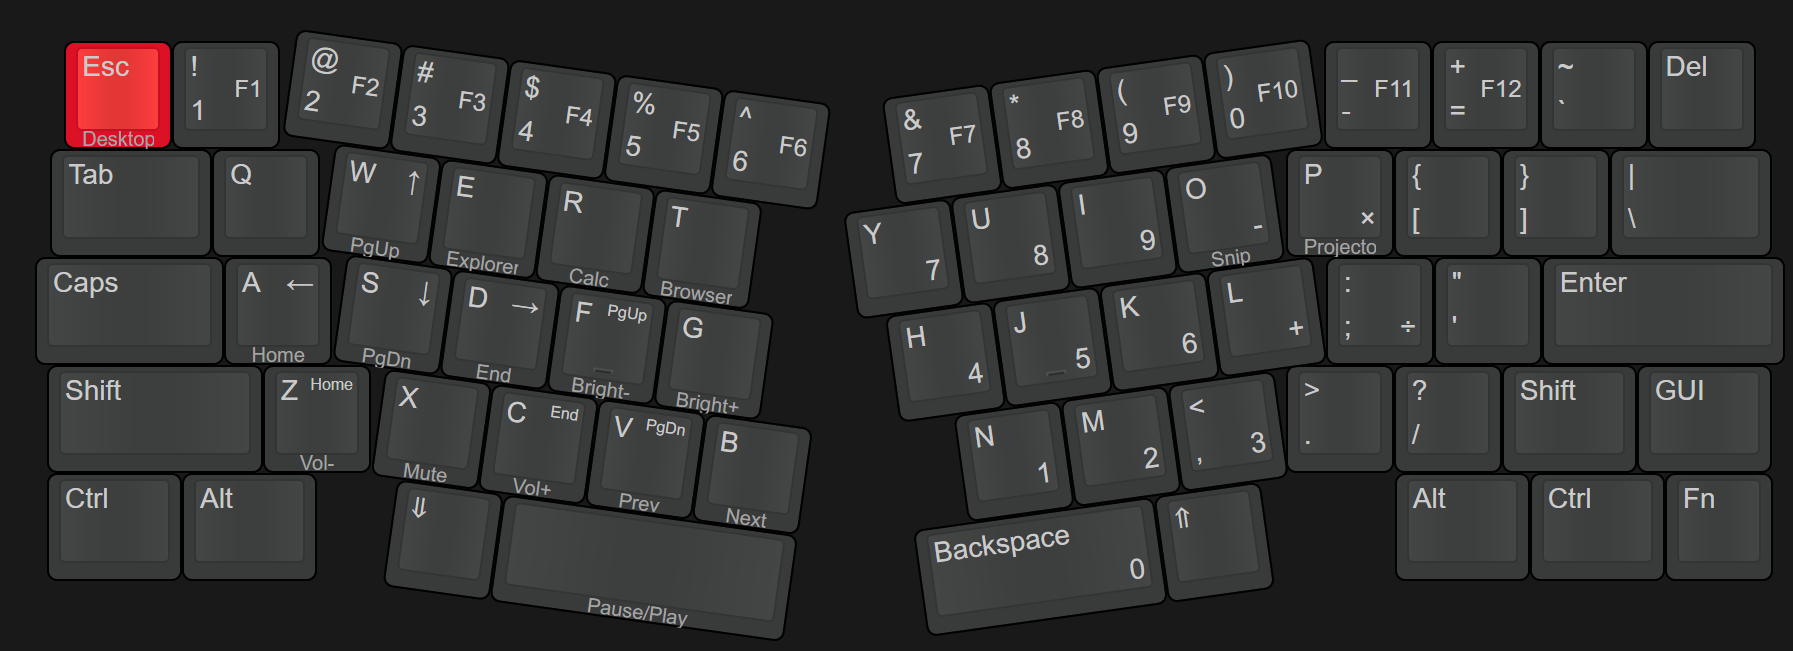 Esc
Desktop
!
1 F1
@
2 F2
#
3 F3
$
4 F4
%
5 F5
^
6 F6
&
7 F7
*
8 F8
(
9 F9
)
0 F10
_
- F11
+
= F12
~
`
Del
Tab
Q
W ↑
PgUp
E
Explorer
R
Calc
T
Browser
Y
7
U
8
I
9
O
-
Snip
P
×
Projecto
{
[
}
]
|
\
Caps
A ←
Home
S ↓
PgDn
D →
End
F PgUp
Bright-
G
Bright+
H
4
J
5
K
6
L
+
:
; ÷
"
'
Enter
Shift
Z Home
Vol-
X
Mute
C End
Vol+
V PgDn
Prev
B
Next
N
1
M
2
<
, 3
>
.
?
/
Shift
GUI
Ctrl
Alt
⇓
Pause/Play
Backspace
0
⇑
Alt
Ctrl
Fn